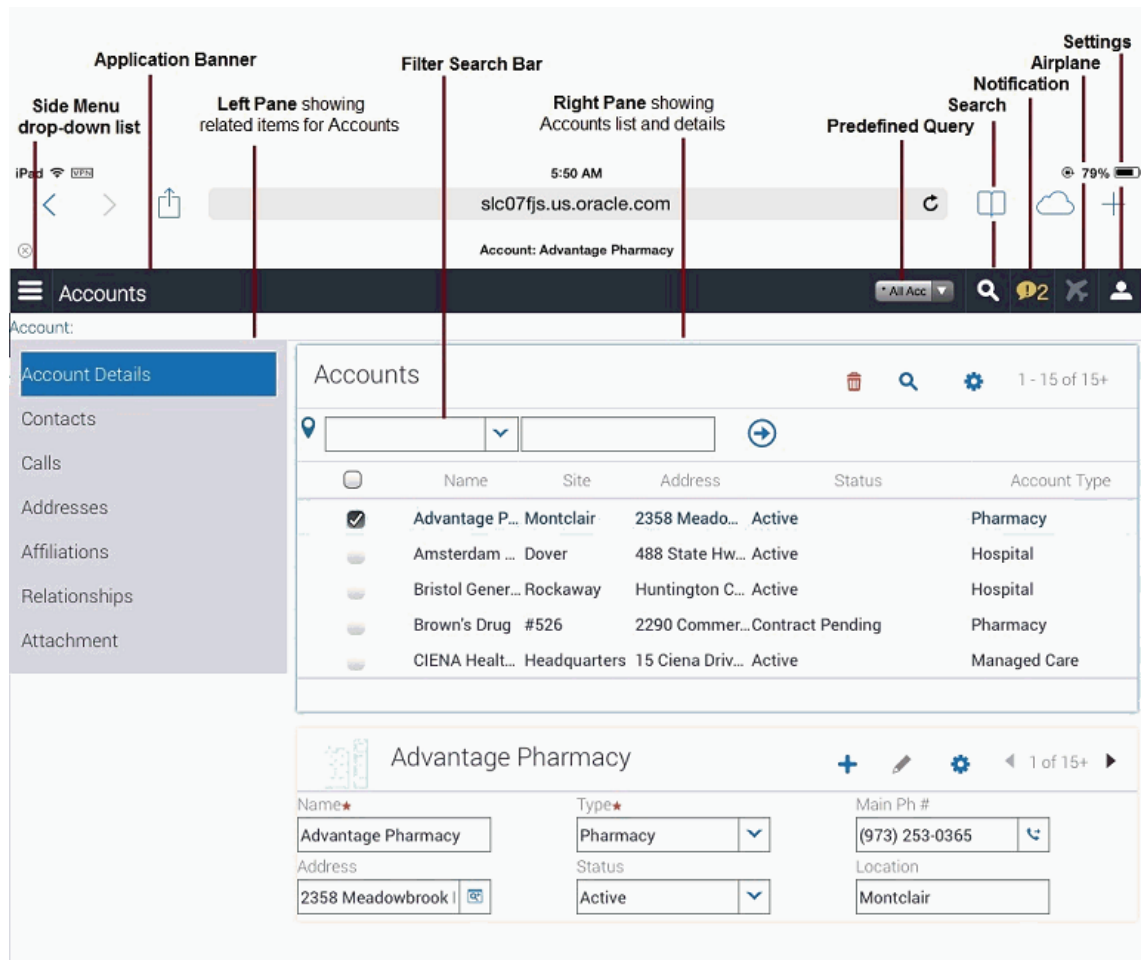 Settings
Application Banner
Filter Search Bar
Airplane
Notification
Side Menu
drop-down list
Left Pane showing
related items for Accounts
Right Pane showing
Accounts list and details
Search
Predefined Query
iPad VPN
5:50 AM
79%
slc07fjs.us.oracle.com
Account: Advantage Pharmacy
Accounts
* All Acc
2
Account:
Account Details
Contacts
Calls
Addresses
Affiliations
Relationships
Attachment
Accounts
1 - 15 of 15+
Name Site Address Status Account Type
Advantage P... Montclair 2358 Meado... Active Pharmacy
Amsterdam ... Dover 488 State Hw... Active Hospital
Bristol Gener... Rockaway Huntington C... Active Hospital
Brown's Drug #526 2290 Commer... Contract Pending Pharmacy
CIENA Healt... Headquarters 15 Ciena Driv... Active Managed Care
Advantage Pharmacy
1 of 15+
Name★ Type★ Main Ph #
Advantage Pharmacy Pharmacy (973) 253-0365
Address Status Location
2358 Meadowbrook Active Montclair